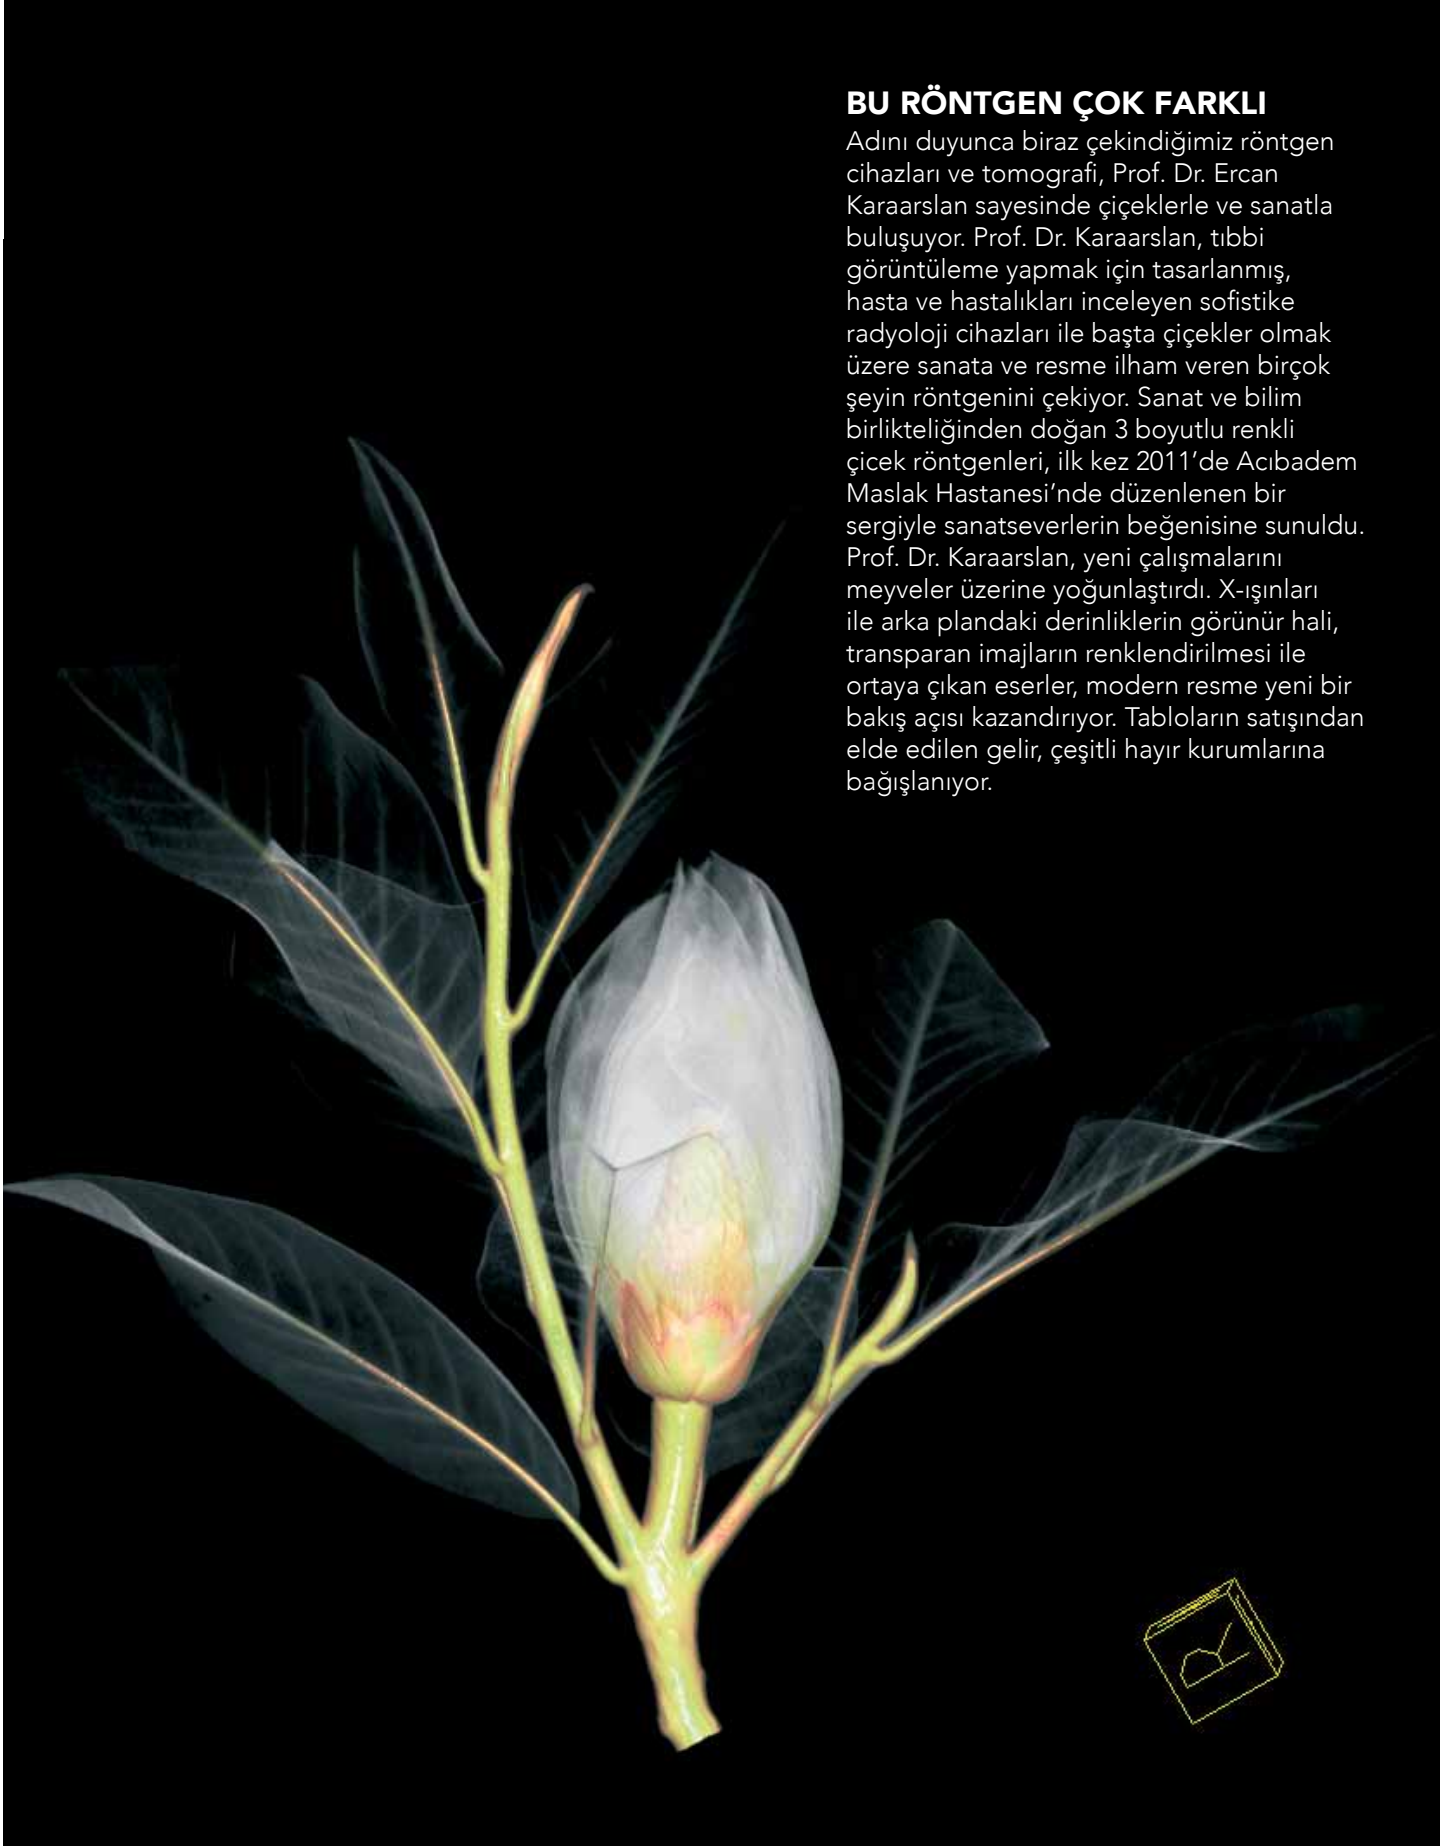 BU RÖNTGEN ÇOK FARKLI
Adını duyunca biraz çekindiğimiz röntgen
cihazları ve tomografi, Prof. Dr. Ercan
Karaarslan sayesinde çiçeklerle ve sanatla
buluşuyor. Prof. Dr. Karaarslan, tıbbi
görüntüleme yapmak için tasarlanmış,
hasta ve hastalıkları inceleyen sofistike
radyoloji cihazları ile başta çiçekler olmak
üzere sanata ve resme ilham veren birçok
şeyin röntgenini çekiyor. Sanat ve bilim
birlikteliğinden doğan 3 boyutlu renkli
çicek röntgenleri, ilk kez 2011’de Acıbadem
Maslak Hastanesi’nde düzenlenen bir
sergiyle sanatseverlerin beğenisine sunuldu.
Prof. Dr. Karaarslan, yeni çalışmalarını
meyveler üzerine yoğunlaştırdı. X-ışınları
ile arka plandaki derinliklerin görünür hali,
transparan imajların renklendirilmesi ile
ortaya çıkan eserler, modern resme yeni bir
bakış açısı kazandırıyor. Tabloların satışından
elde edilen gelir, çeşitli hayır kurumlarına
bağışlanıyor.
R